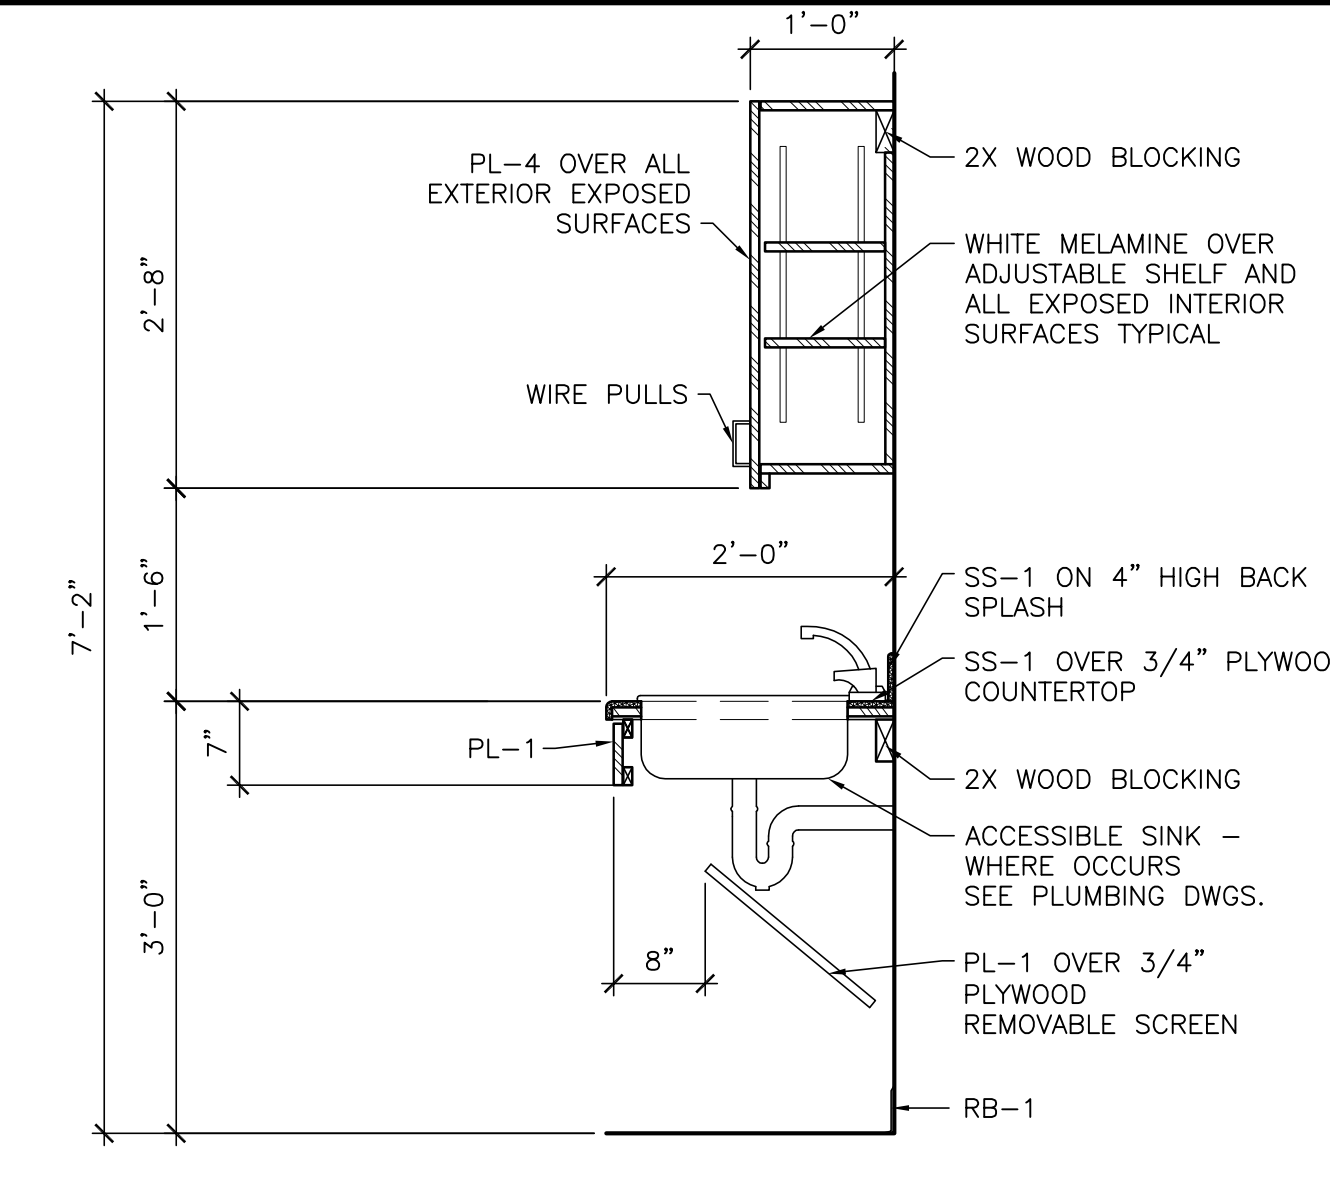 1'-0"
2X WOOD BLOCKING
PL-4 OVER ALL
EXTERIOR EXPOSED
SURFACES
WHITE MELAMINE OVER
ADJUSTABLE SHELF AND
ALL EXPOSED INTERIOR
SURFACES TYPICAL
2'-8"
WIRE PULLS
2'-0"
SS-1 ON 4" HIGH BACK
SPLASH
1'-6"
7'-2"
SS-1 OVER 3/4" PLYWOO
COUNTERTOP
7"
PL-1
2X WOOD BLOCKING
ACCESSIBLE SINK -
WHERE OCCURS
SEE PLUMBING DWGS.
3'-0"
8"
PL-1 OVER 3/4"
PLYWOOD
REMOVABLE SCREEN
RB-1